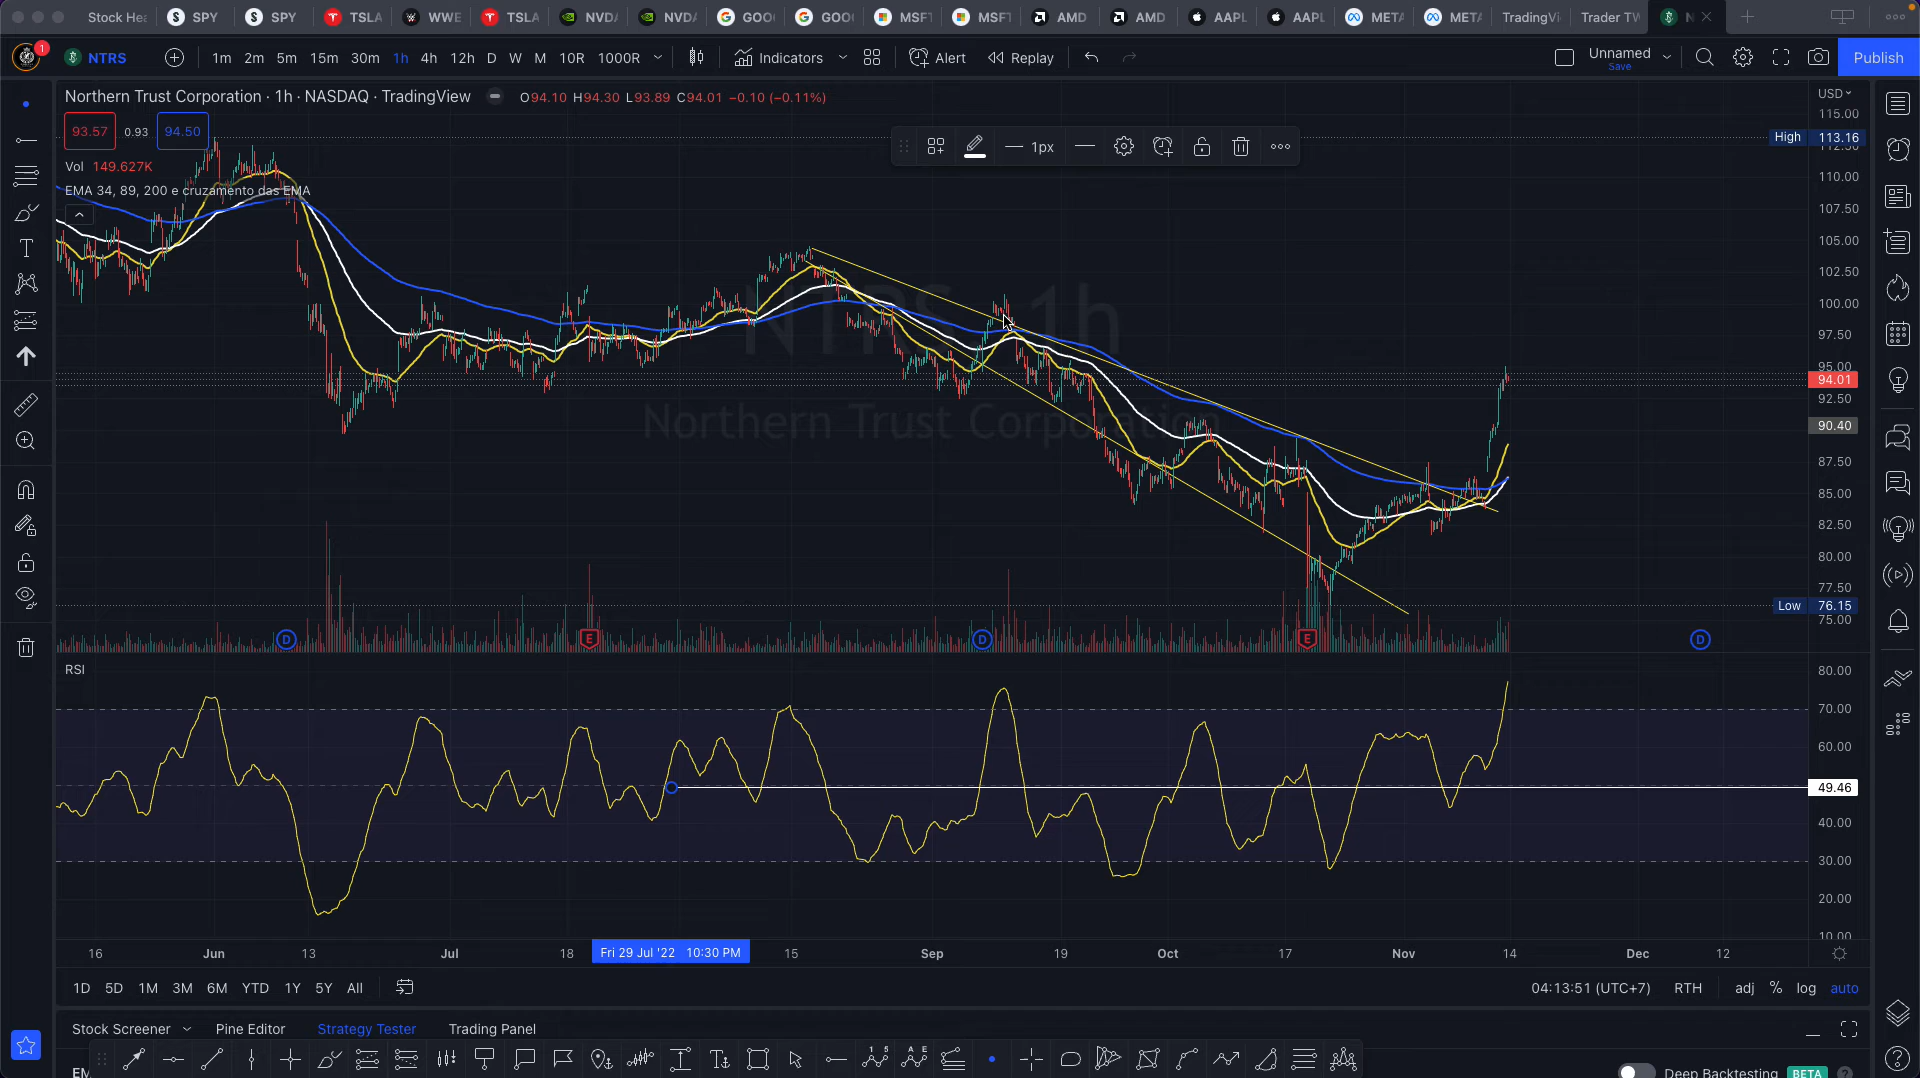 Stock Hea SPY SPY TSLA WWE TSLA NVDA NVDA GOO GOO MSFT MSFT AMD AMD AAPL AAPL META META TradingVi Trader TW N
1 NTRS 1m 2m 5m 15m 30m 1h 4h 12h D W M 10R 1000R Indicators Alert Replay Unnamed Save Publish
Northern Trust Corporation · 1h · NASDAQ · TradingView O94.10 H94.30 L93.89 C94.01 −0.10 (−0.11%) USD
93.57 0.93 94.50
Vol 149.627K
EMA 34, 89, 200 e cruzamento das EMA
1px
NTRS, 1h
Northern Trust Corporation
115.00
High 113.16
112.50
110.00
107.50
105.00
102.50
100.00
97.50
95.00
94.01
92.50
90.40
87.50
85.00
82.50
80.00
77.50
Low 76.15
75.00
D E D E D
RSI
80.00
70.00
60.00
49.46
40.00
30.00
20.00
10.00
16 Jun 13 Jul 18 Fri 29 Jul '22 10:30 PM 15 Sep 19 Oct 17 Nov 14 Dec 12
1D 5D 1M 3M 6M YTD 1Y 5Y All 04:13:51 (UTC+7) RTH adj % log auto
Stock Screener Pine Editor Strategy Tester Trading Panel
EM Deep Backtesting BETA